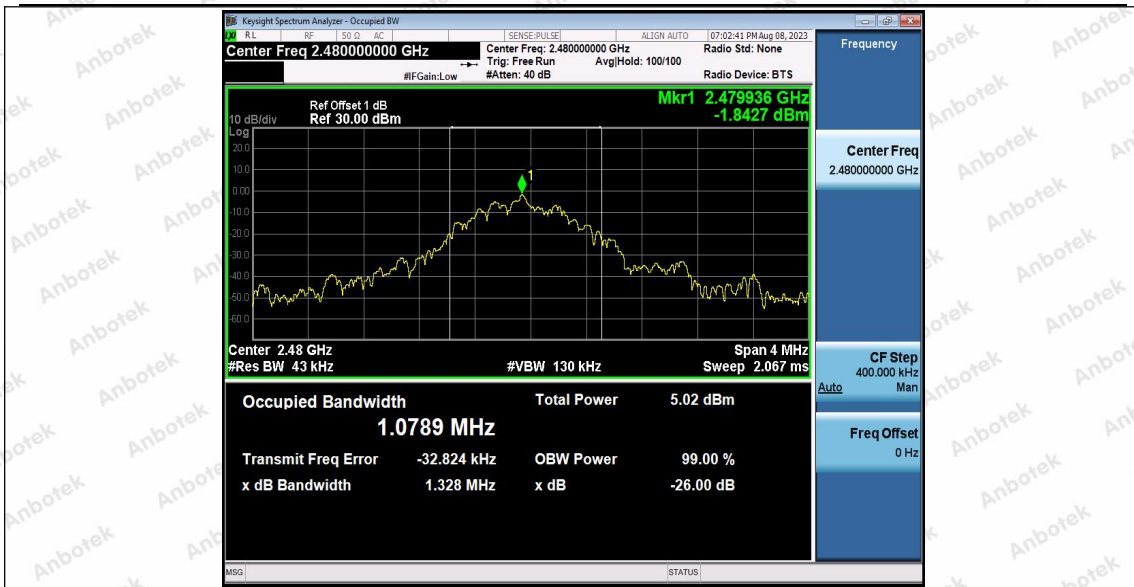 Keysight Spectrum Analyzer - Occupied BW
LXI RL RF 50 Ω AC SENSE:PULSE ALIGN AUTO 07:02:41 PM Aug 08, 2023
Center Freq 2.480000000 GHz
Center Freq: 2.480000000 GHz Radio Std: None
Trig: Free Run Avg|Hold: 100/100
#IFGain:Low #Atten: 40 dB Radio Device: BTS
Frequency
Ref Offset 1 dB Mkr1 2.479936 GHz
10 dB/div Ref 30.00 dBm -1.8427 dBm
Log
20.0
10.0
1
0.00
-10.0
-20.0
-30.0
-40.0
-50.0
-60.0
Center 2.48 GHz Span 4 MHz
#Res BW 43 kHz #VBW 130 kHz Sweep 2.067 ms
Center Freq
2.480000000 GHz
CF Step
400.000 kHz
Auto Man
Freq Offset
0 Hz
Occupied Bandwidth Total Power 5.02 dBm
1.0789 MHz
Transmit Freq Error -32.824 kHz OBW Power 99.00 %
x dB Bandwidth 1.328 MHz x dB -26.00 dB
MSG STATUS
Anbotek